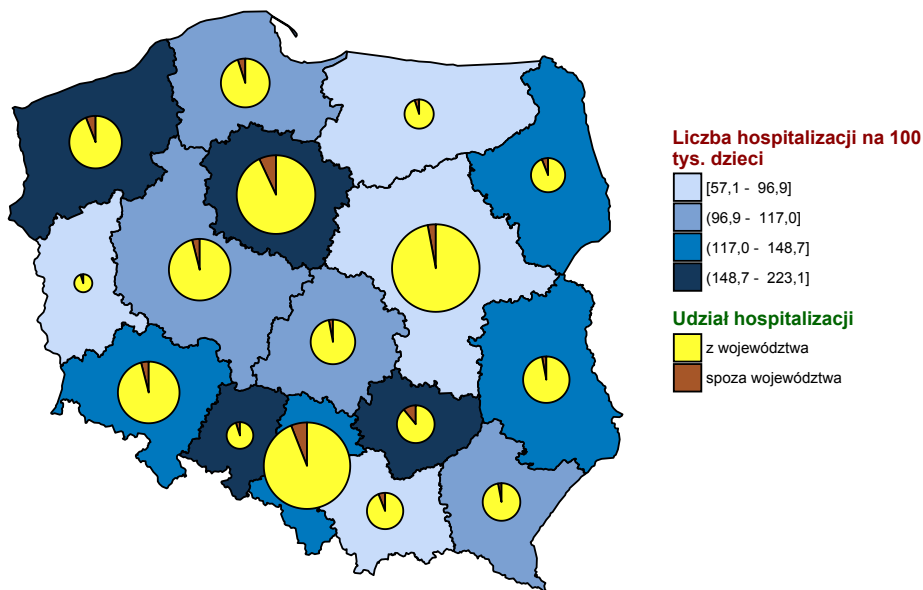 Liczba hospitalizacji na 100
tys. dzieci
[57,1 - 96,9]
(96,9 - 117,0]
(117,0 - 148,7]
(148,7 - 223,1]
Udział hospitalizacji
z województwa
spoza województwa